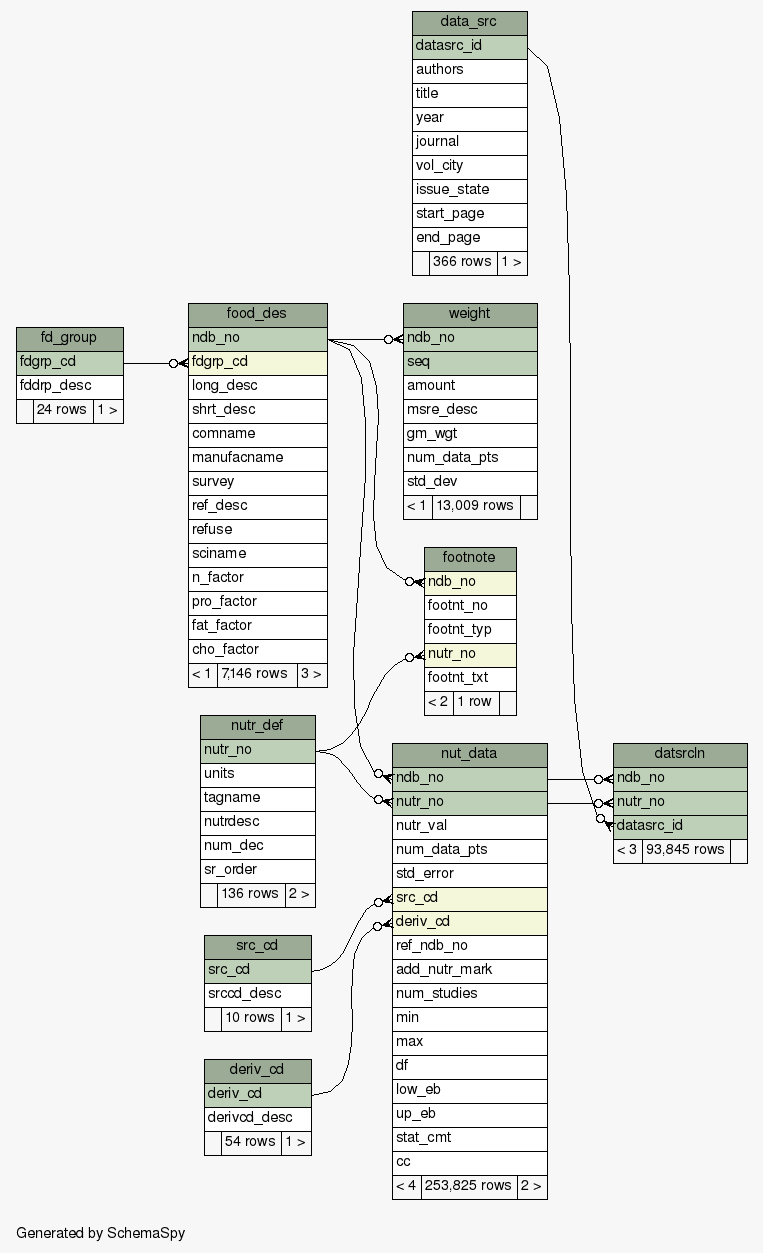 data_src
datasrc_id
authors
title
year
journal
vol_city
issue_state
start_page
end_page
366 rows 1 >
fd_group
fdgrp_cd
fddrp_desc
24 rows 1 >
food_des
ndb_no
fdgrp_cd
long_desc
shrt_desc
comname
manufacname
survey
ref_desc
refuse
sciname
n_factor
pro_factor
fat_factor
cho_factor
< 1 7,146 rows 3 >
weight
ndb_no
seq
amount
msre_desc
gm_wgt
num_data_pts
std_dev
< 1 13,009 rows
footnote
ndb_no
footnt_no
footnt_typ
nutr_no
footnt_txt
< 2 1 row
nutr_def
nutr_no
units
tagname
nutrdesc
num_dec
sr_order
136 rows 2 >
nut_data
ndb_no
nutr_no
nutr_val
num_data_pts
std_error
src_cd
deriv_cd
ref_ndb_no
add_nutr_mark
num_studies
min
max
df
low_eb
up_eb
stat_cmt
cc
< 4 253,825 rows 2 >
datsrcln
ndb_no
nutr_no
datasrc_id
< 3 93,845 rows
src_cd
src_cd
srccd_desc
10 rows 1 >
deriv_cd
deriv_cd
derivcd_desc
54 rows 1 >
Generated by SchemaSpy